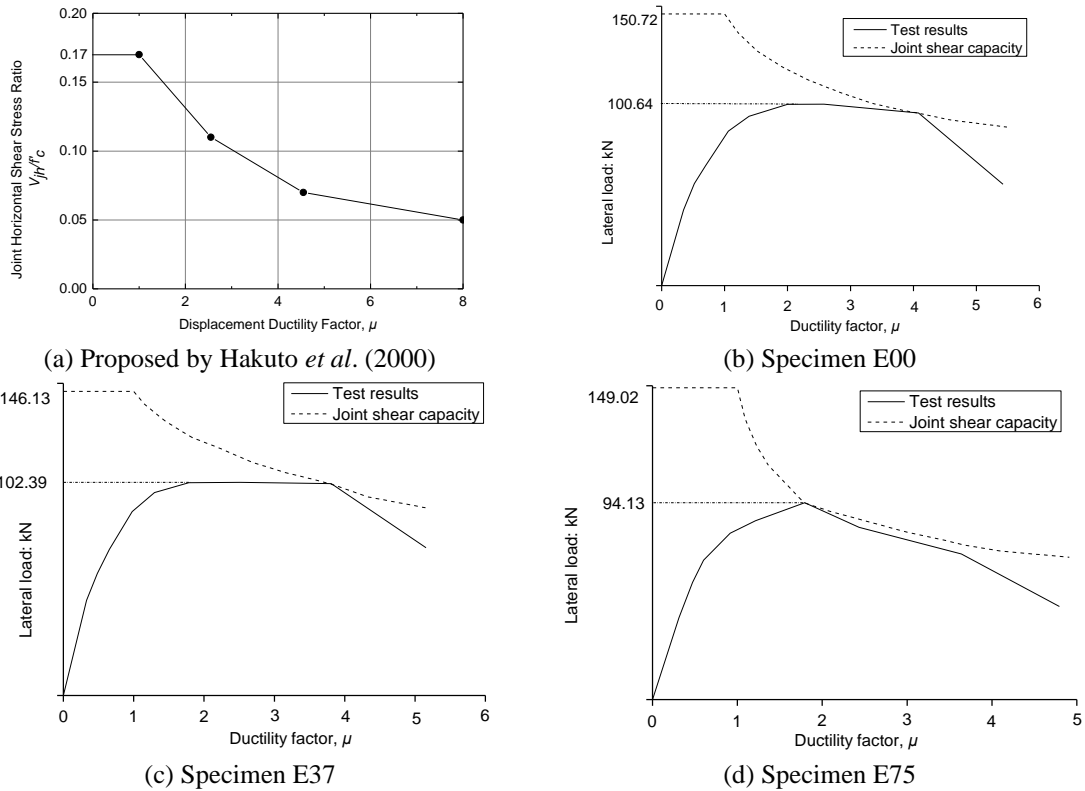 0.20
0.17
0.15
0.10
0.05
0.00
0
2
4
6
8
Joint Horizontal Shear Stress Ratio
Vjh/f'c
Displacement Ductility Factor, µ
(a) Proposed by Hakuto et al. (2000)
150.72
100.64
Lateral load: kN
Test results
Joint shear capacity
0
1
2
3
4
5
6
Ductility factor, µ
(b) Specimen E00
146.13
102.39
Lateral load: kN
Test results
Joint shear capacity
0
1
2
3
4
5
6
Ductility factor, µ
(c) Specimen E37
149.02
94.13
Lateral load: kN
Test results
Joint shear capacity
0
1
2
3
4
5
Ductility factor, µ
(d) Specimen E75